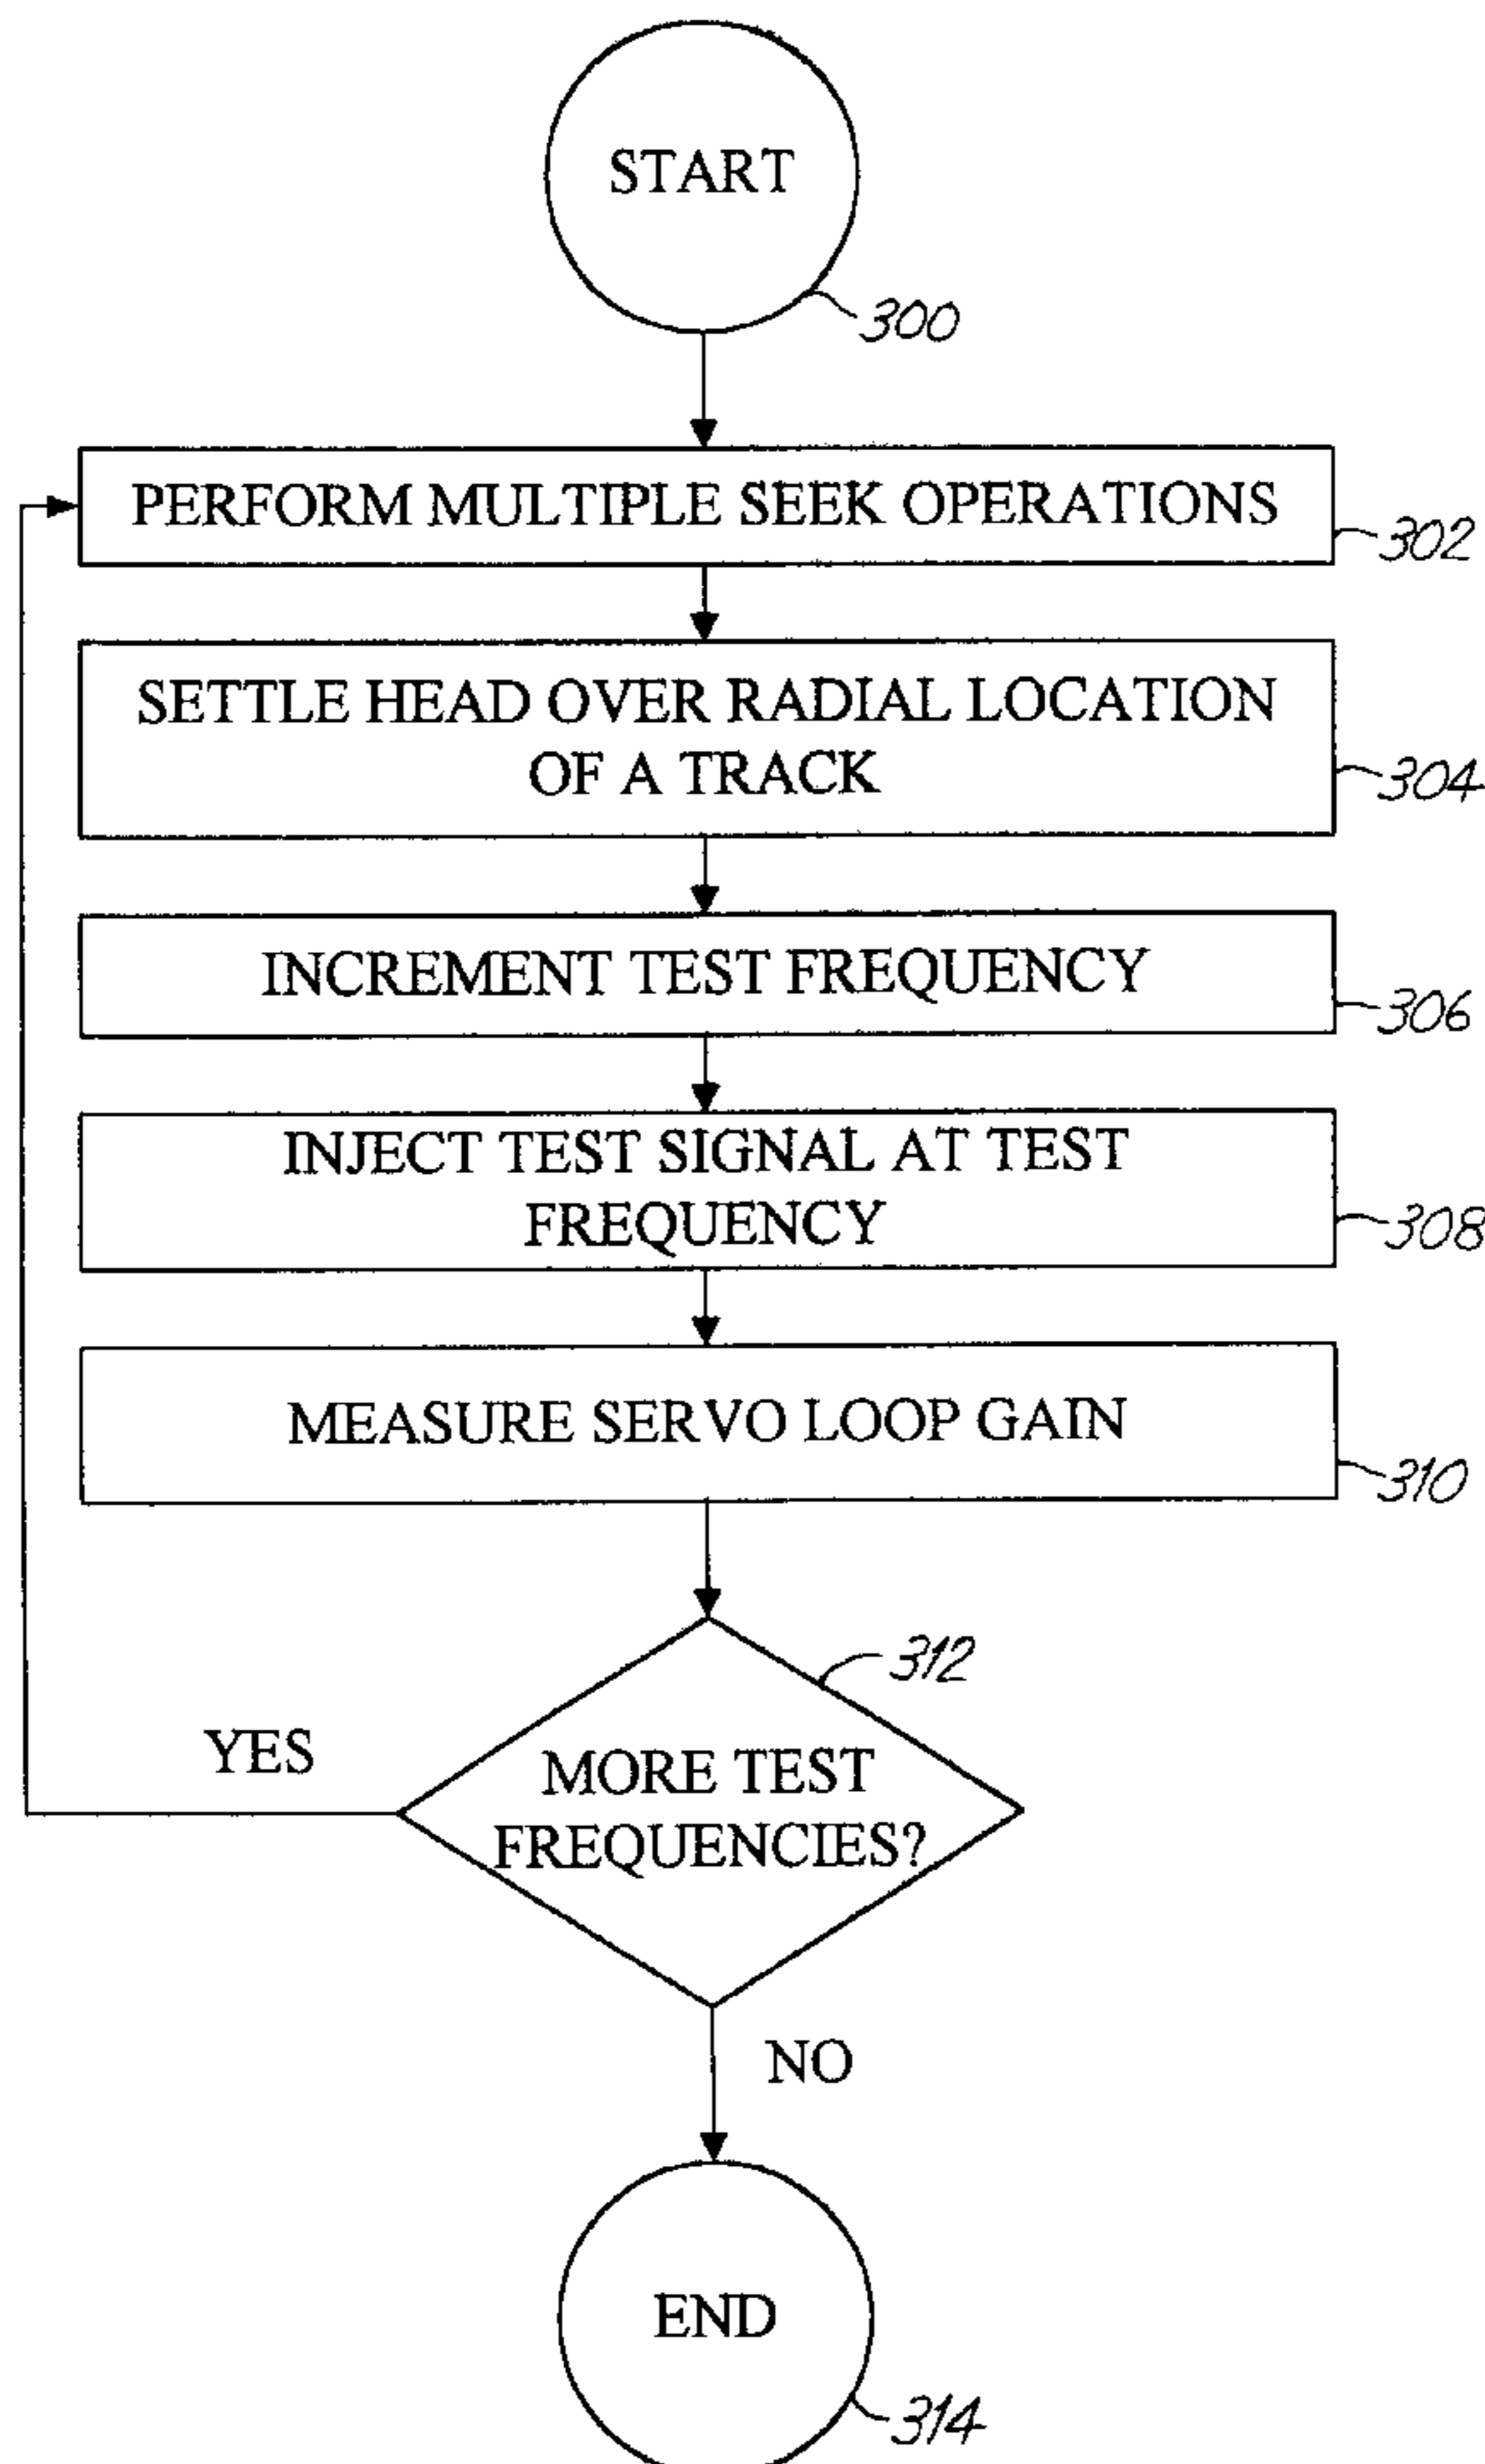 START
300
PERFORM MULTIPLE SEEK OPERATIONS
302
SETTLE HEAD OVER RADIAL LOCATION
OF A TRACK
304
INCREMENT TEST FREQUENCY
306
INJECT TEST SIGNAL AT TEST
FREQUENCY
308
MEASURE SERVO LOOP GAIN
310
312
YES
MORE TEST
FREQUENCIES?
NO
END
314